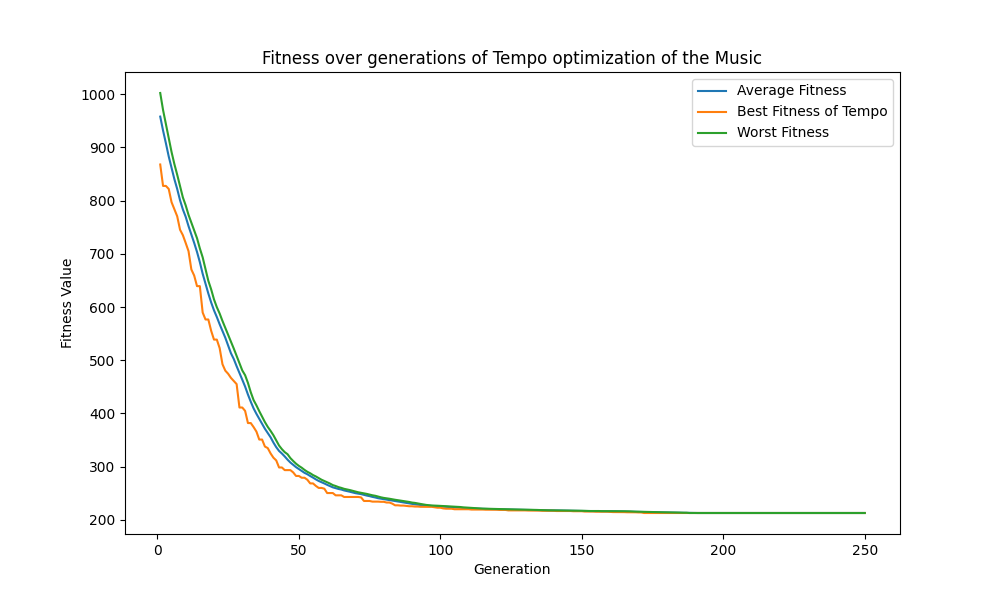 Fitness over generations of Tempo optimization of the Music
Average Fitness
Best Fitness of Tempo
Worst Fitness
1000
900
800
700
600
500
400
300
200
Fitness Value
0 50 100 150 200 250
Generation